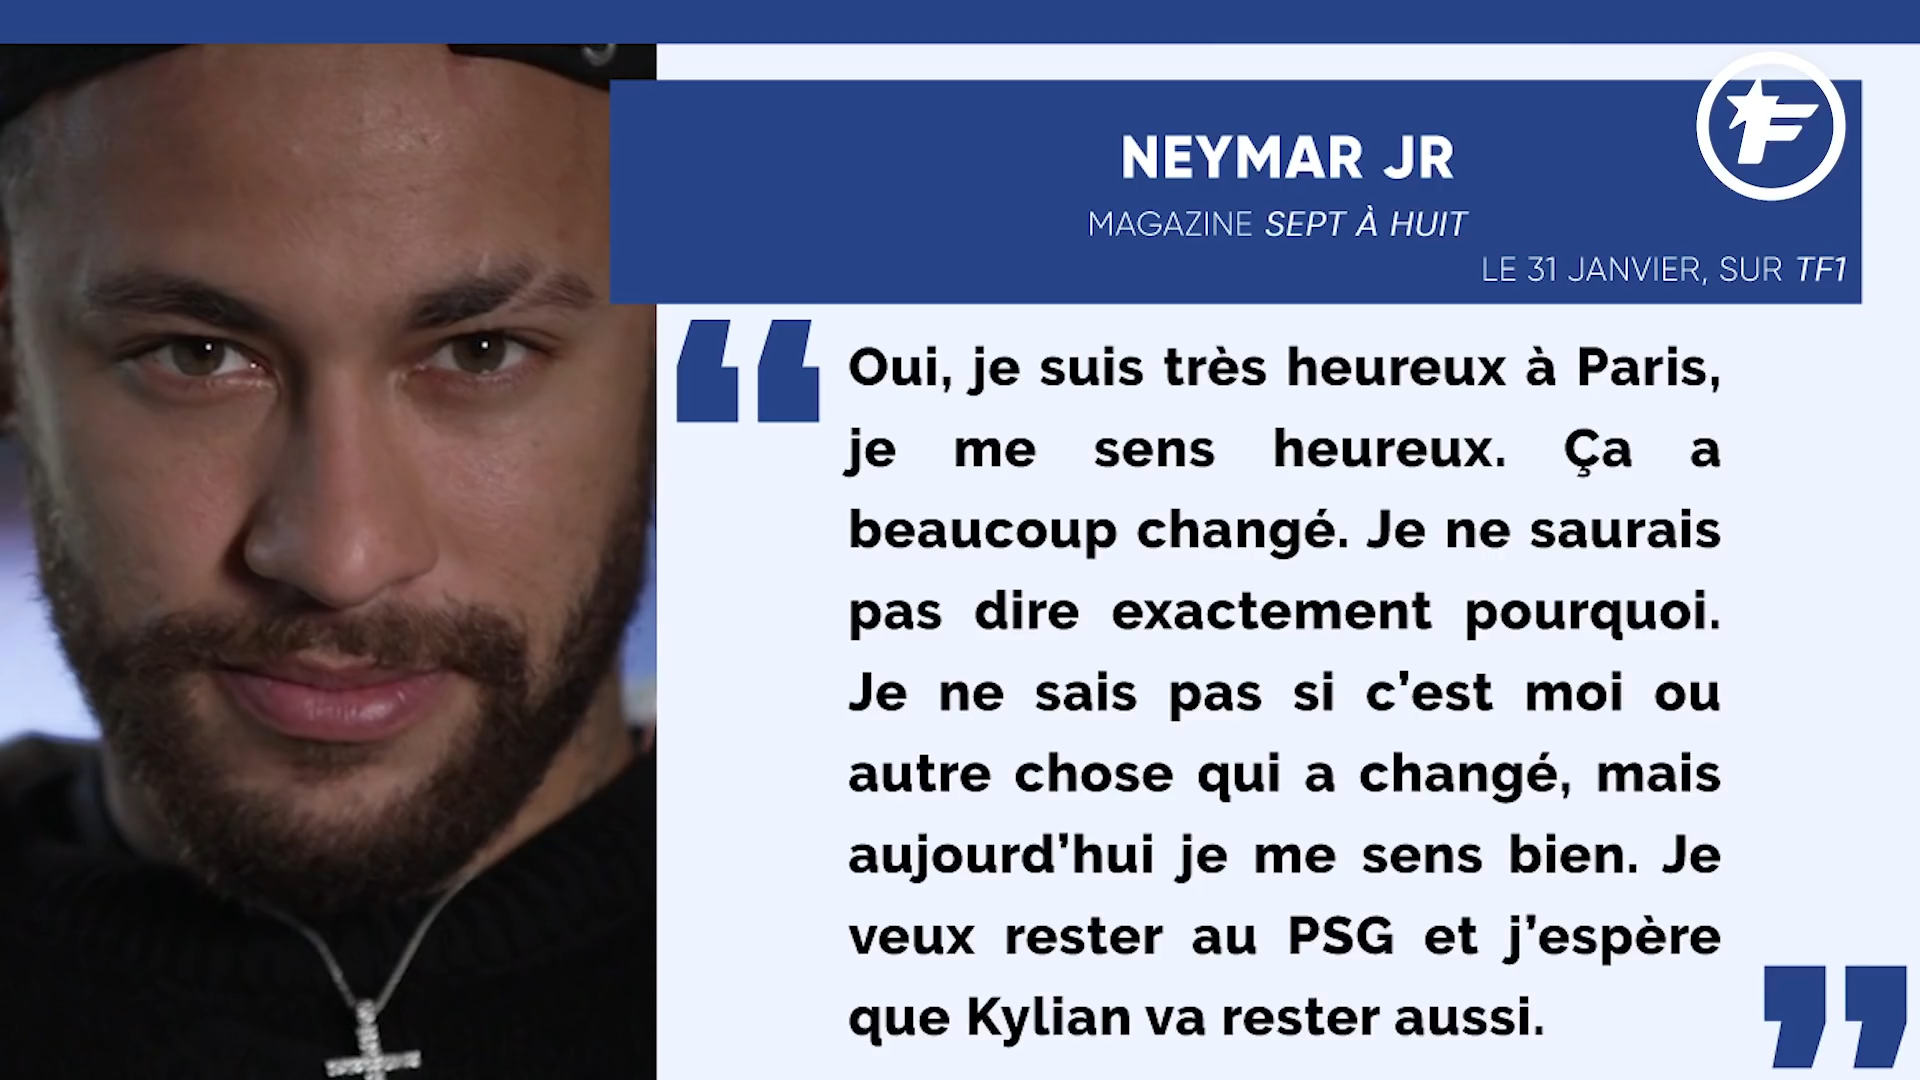 NEYMAR JR
MAGAZINE SEPT À HUIT
LE 31 JANVIER, SUR TF1
“ Oui, je suis très heureux à Paris,
je me sens heureux. Ça a
beaucoup changé. Je ne saurais
pas dire exactement pourquoi.
Je ne sais pas si c’est moi ou
autre chose qui a changé, mais
aujourd’hui je me sens bien. Je
veux rester au PSG et j’espère
que Kylian va rester aussi. ”